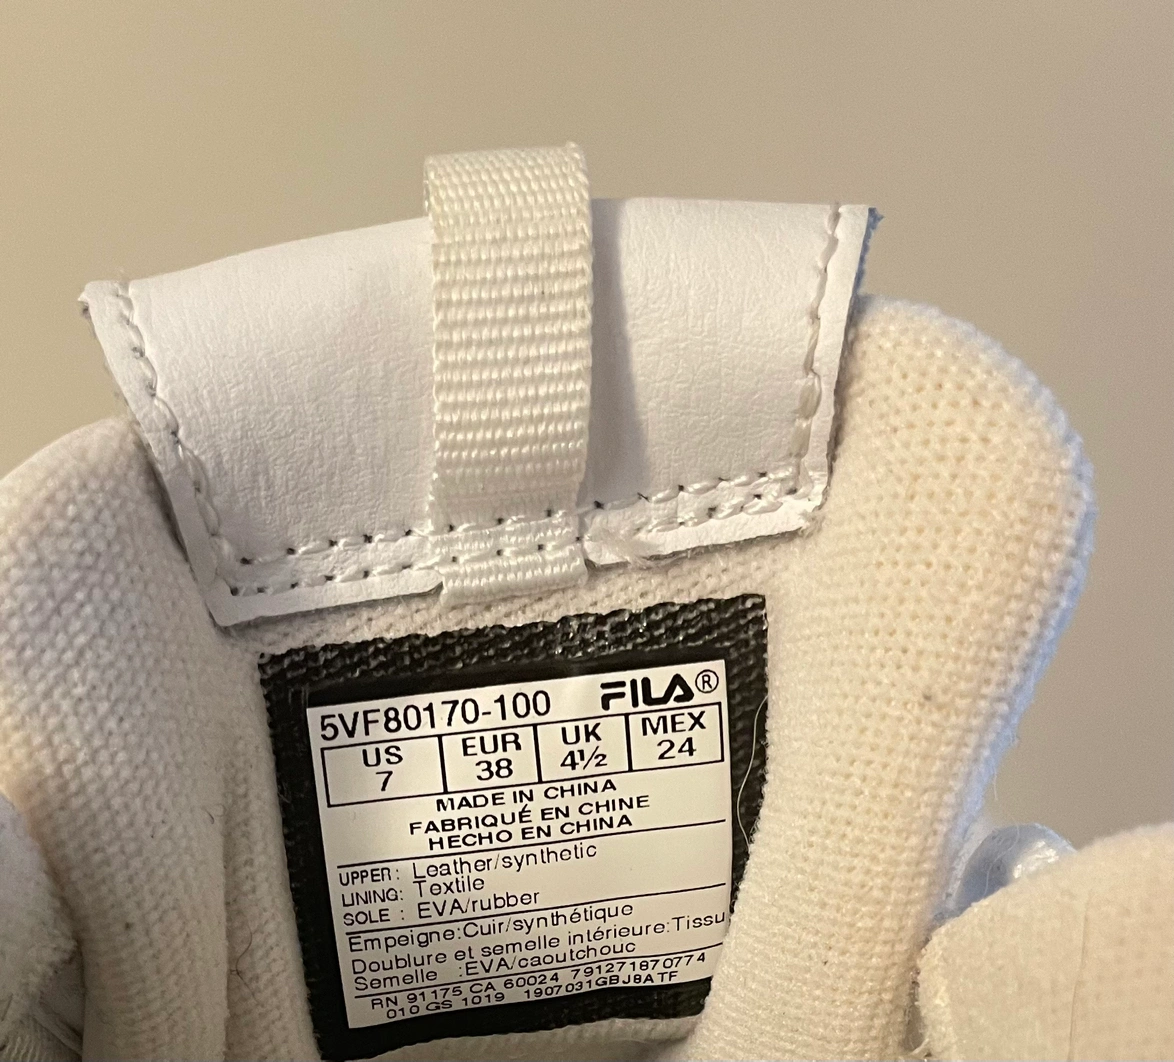 5VF80170-100 FILA®
US EUR UK MEX
7 38 4½ 24
MADE IN CHINA
FABRIQUÉ EN CHINE
HECHO EN CHINA
UPPER: Leather/synthetic
LINING: Textile
SOLE : EVA/rubber
Empeigne:Cuir/synthétique
Doublure et semelle intérieure:Tissu
Semelle :EVA/caoutchouc
RN 91175 CA 60024 791271870774
010 GS 1019 1907031GBJ8ATF